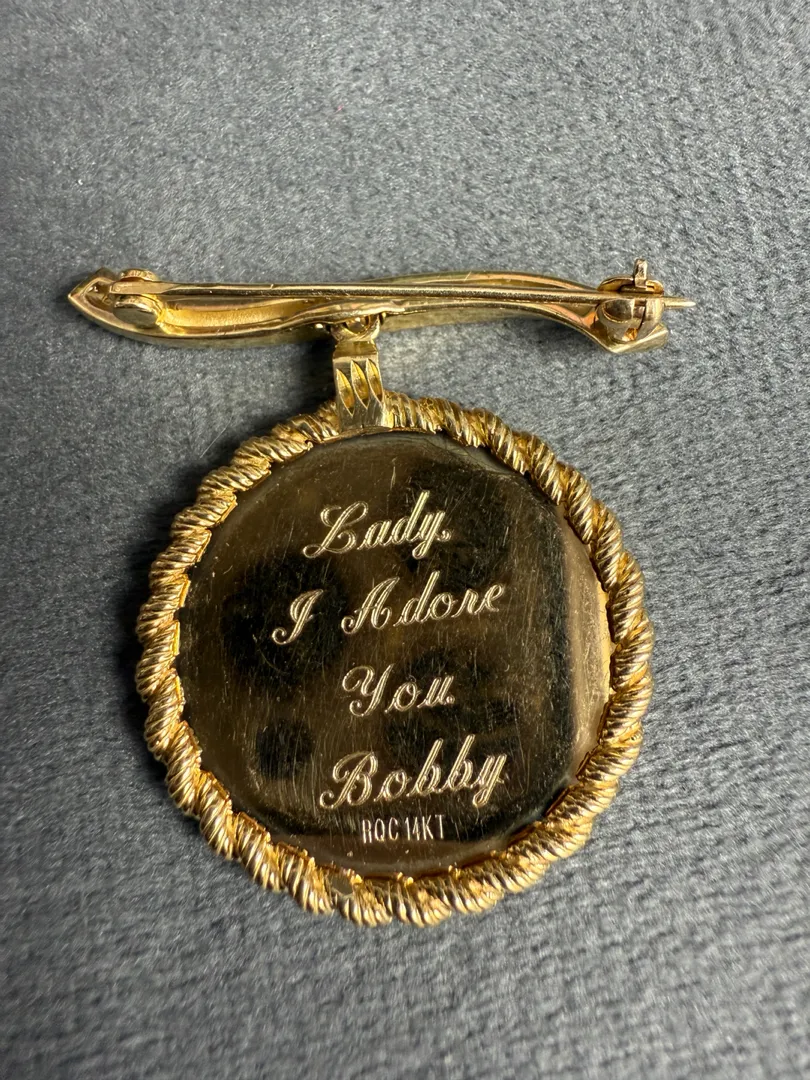 Lady,
I Adore
You
Bobby
RQC 14KT